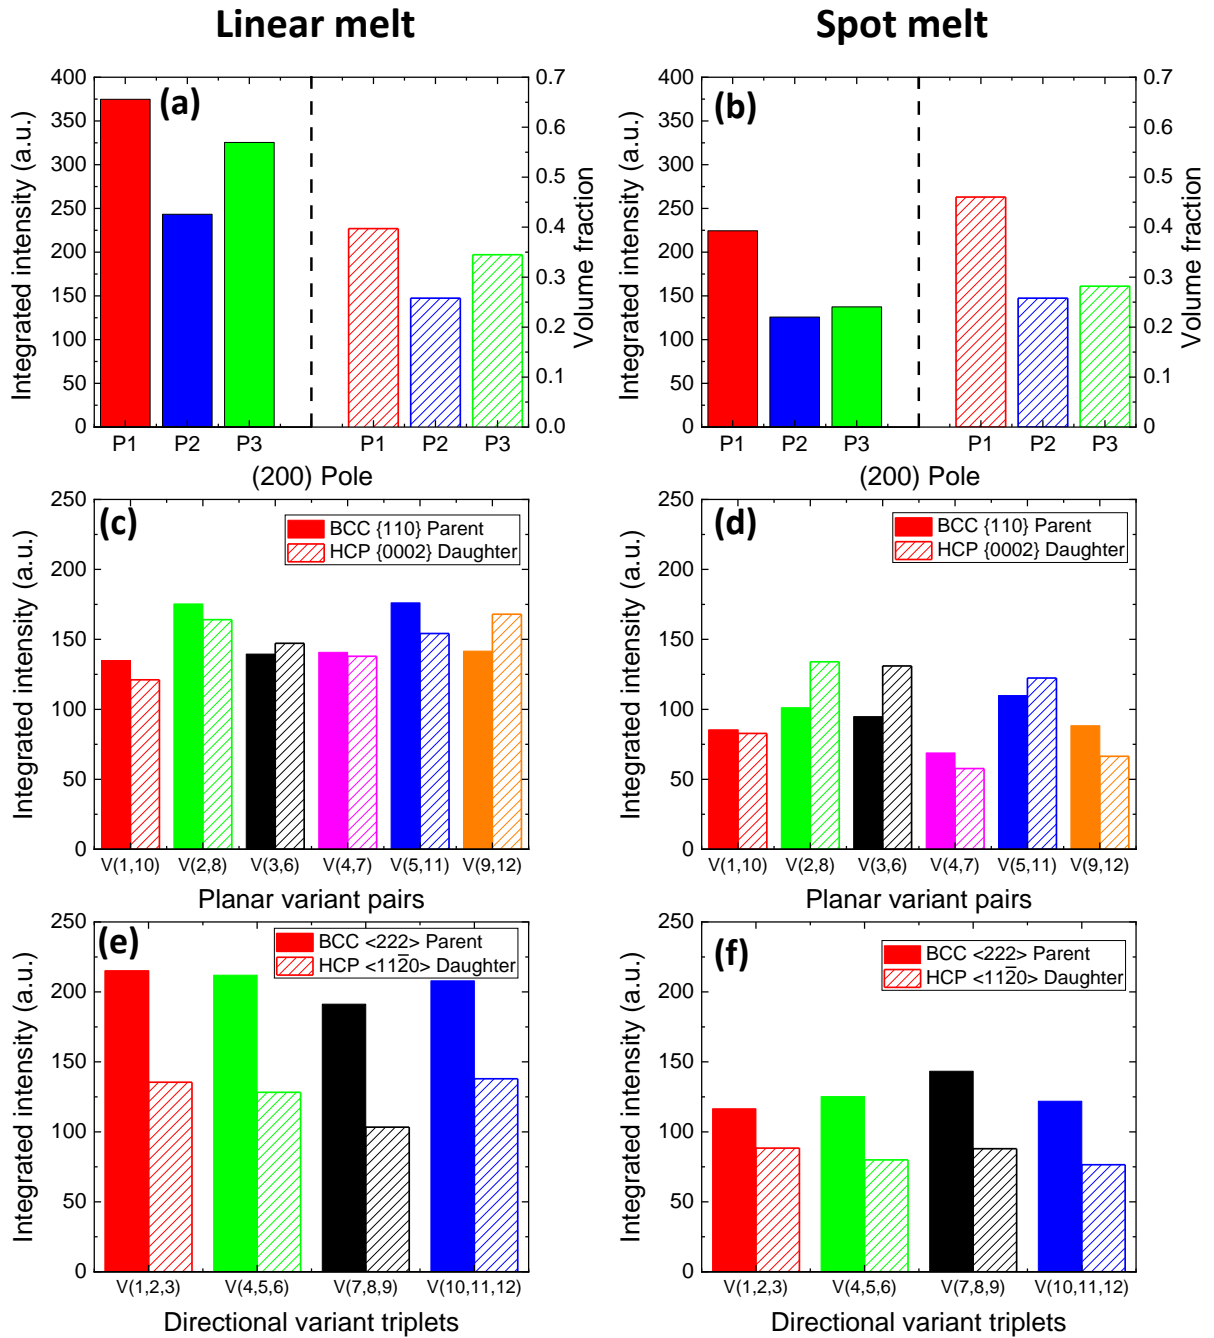 Linear melt
Spot melt
(a)
400
350
300
250
200
150
100
50
0
Integrated intensity (a.u.)
0.7
0.6
0.5
0.4
0.3
0.2
0.1
0.0
Volume fraction
P1 P2 P3 P1 P2 P3
(200) Pole
(b)
400
350
300
250
200
150
100
50
0
Integrated intensity (a.u.)
0.7
0.6
0.5
0.4
0.3
0.2
0.1
0
Volume fraction
P1 P2 P3 P1 P2 P3
(200) Pole
(c)
BCC {110} Parent
HCP {0002} Daughter
250
200
150
100
50
0
Integrated intensity (a.u.)
V(1,10) V(2,8) V(3,6) V(4,7) V(5,11) V(9,12)
Planar variant pairs
(d)
BCC {110} Parent
HCP {0002} Daughter
250
200
150
100
50
0
Integrated intensity (a.u.)
V(1,10) V(2,8) V(3,6) V(4,7) V(5,11) V(9,12)
Planar variant pairs
(e)
BCC <222> Parent
HCP <112̄0> Daughter
250
200
150
100
50
0
Integrated intensity (a.u.)
V(1,2,3) V(4,5,6) V(7,8,9) V(10,11,12)
Directional variant triplets
(f)
BCC <222> Parent
HCP <112̄0> Daughter
250
200
150
100
50
0
Integrated intensity (a.u.)
V(1,2,3) V(4,5,6) V(7,8,9) V(10,11,12)
Directional variant triplets